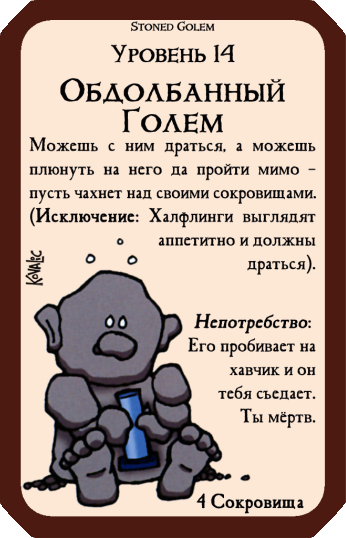 Stoned Golem
Уровень 14
Обдолбанный
Голем
Можешь с ним драться, а можешь
плюнуть на него да пройти мимо –
пусть чахнет над своими сокровищами.
(Исключение: Халфлинги выглядят
аппетитно и должны
драться).
Kovalic
Непотребство:
Его пробивает на
хавчик и он
тебя съедает.
Ты мёртв.
4 Сокровища